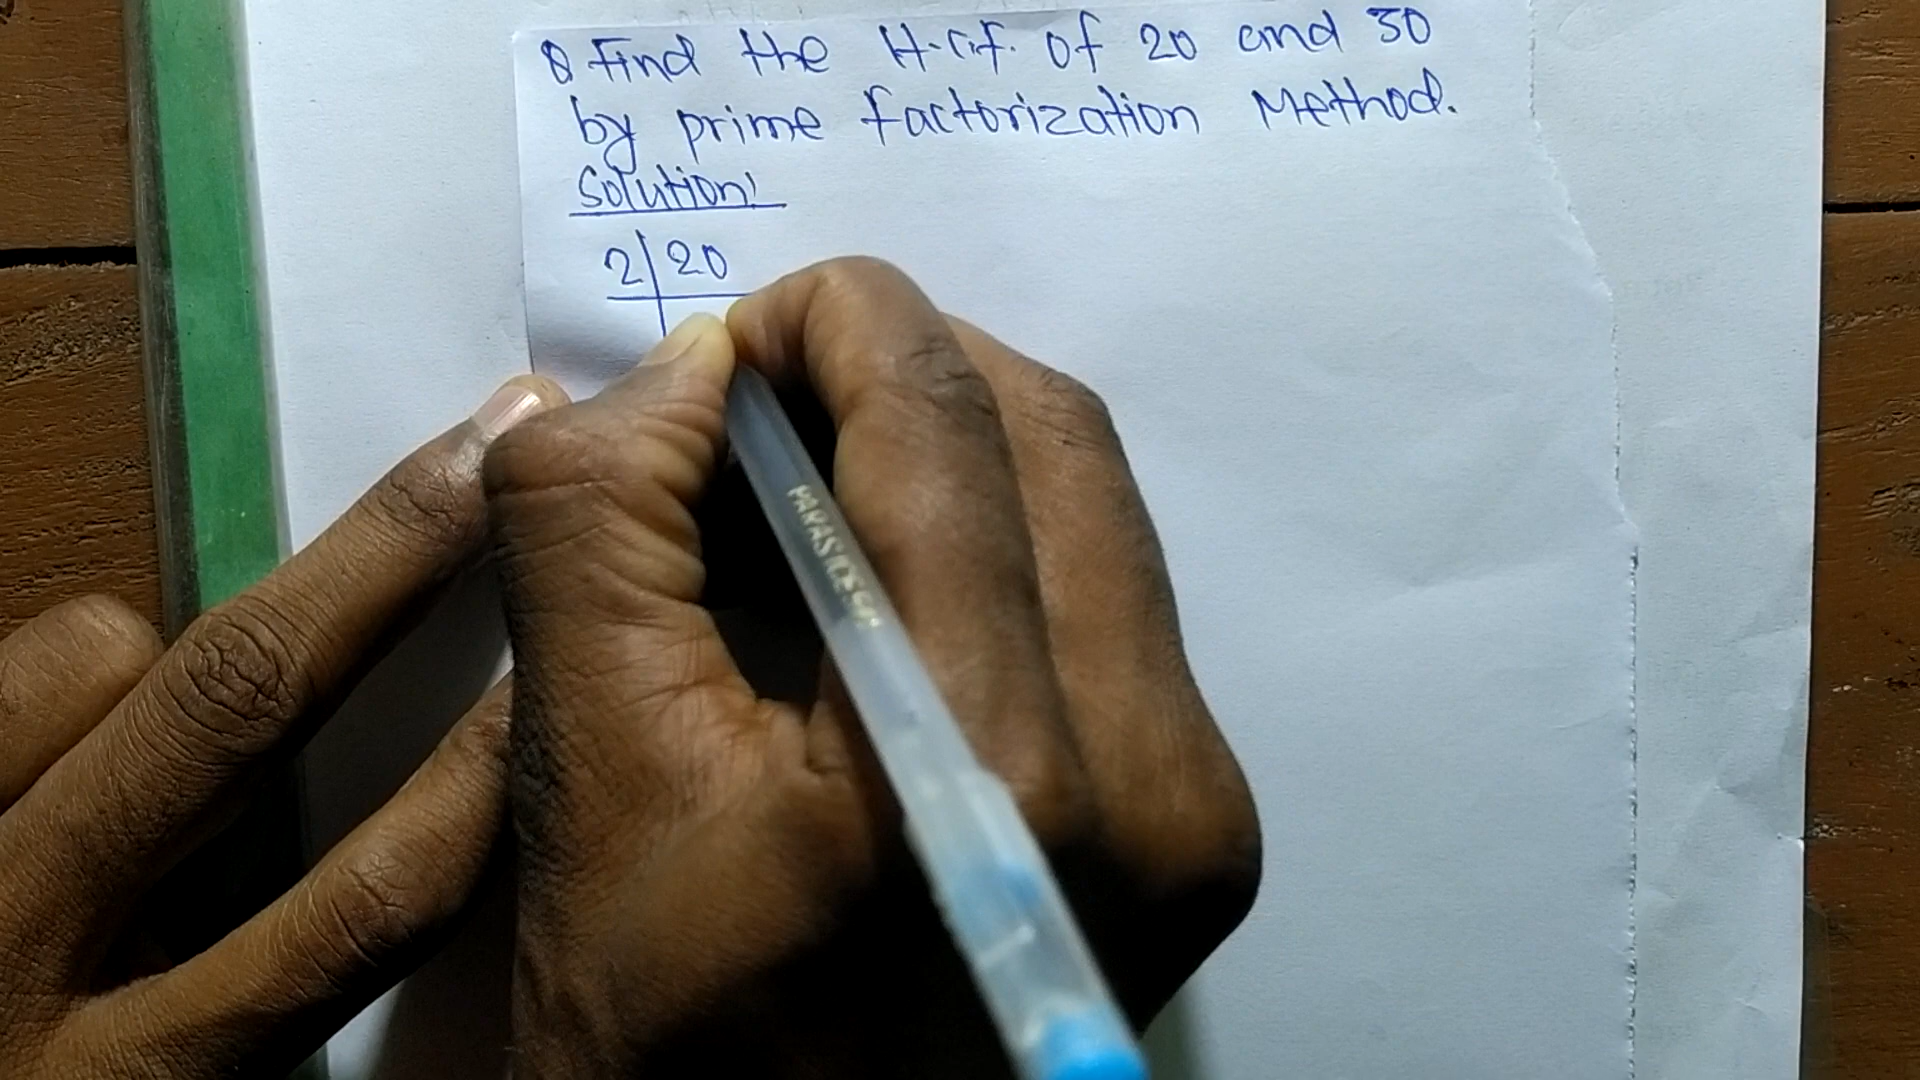 Q Find the H.C.F. of 20 and 30
by prime factorization Method.
Solution:
2 20